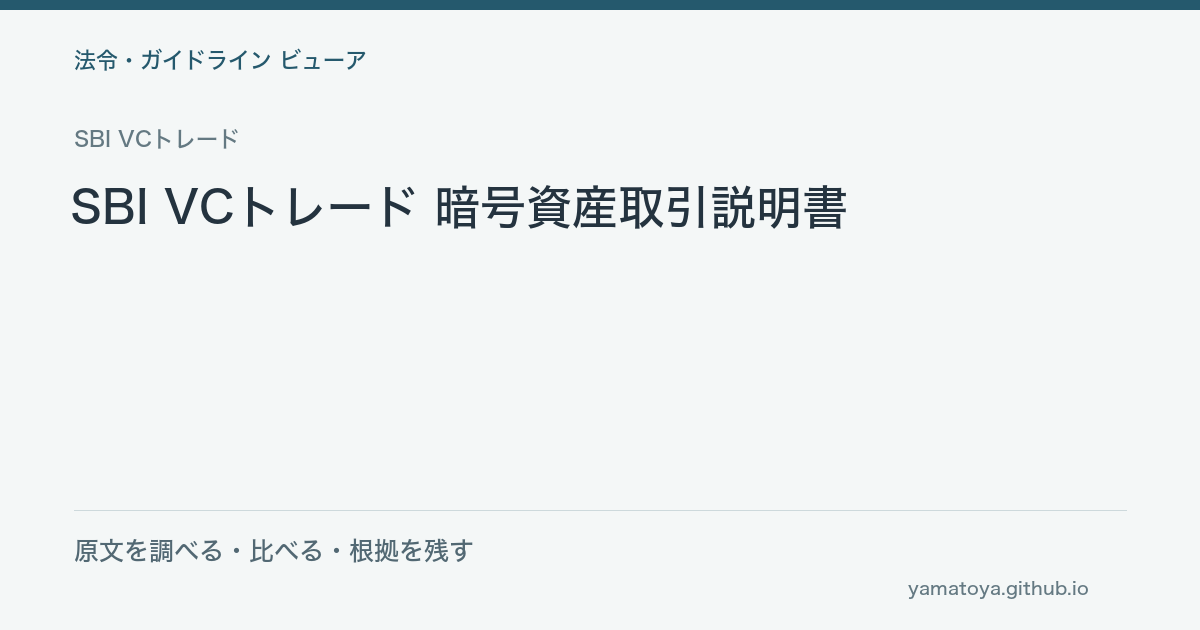 法令・ガイドライン ビューア
SBI VCトレード
SBI VCトレード 暗号資産取引説明書
原文を調べる・比べる・根拠を残す
yamatoya.github.io